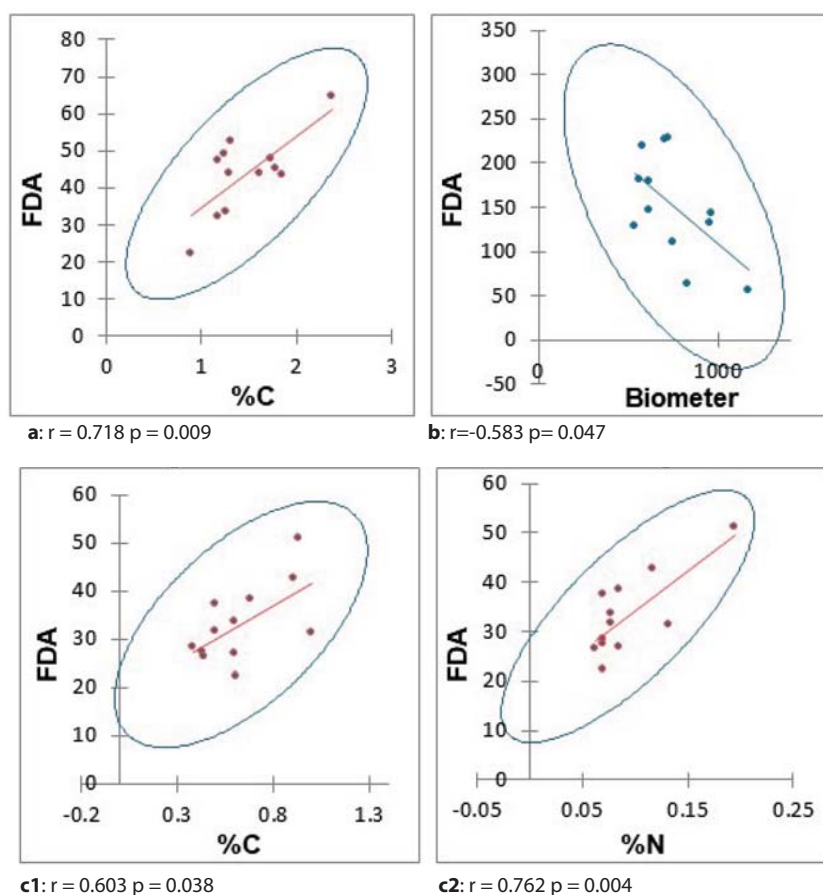 80
70
60
50
40
30
20
10
0
0 1 2 3
FDA
%C
a: r = 0.718 p = 0.009
350
300
250
200
150
100
50
0
-50
0 1000
FDA
Biometer
b: r=-0.583 p= 0.047
60
50
40
30
20
10
0
-0.2 0.3 0.8 1.3
FDA
%C
c1: r = 0.603 p = 0.038
60
50
40
30
20
10
0
-0.05 0.05 0.15 0.25
FDA
%N
c2: r = 0.762 p = 0.004